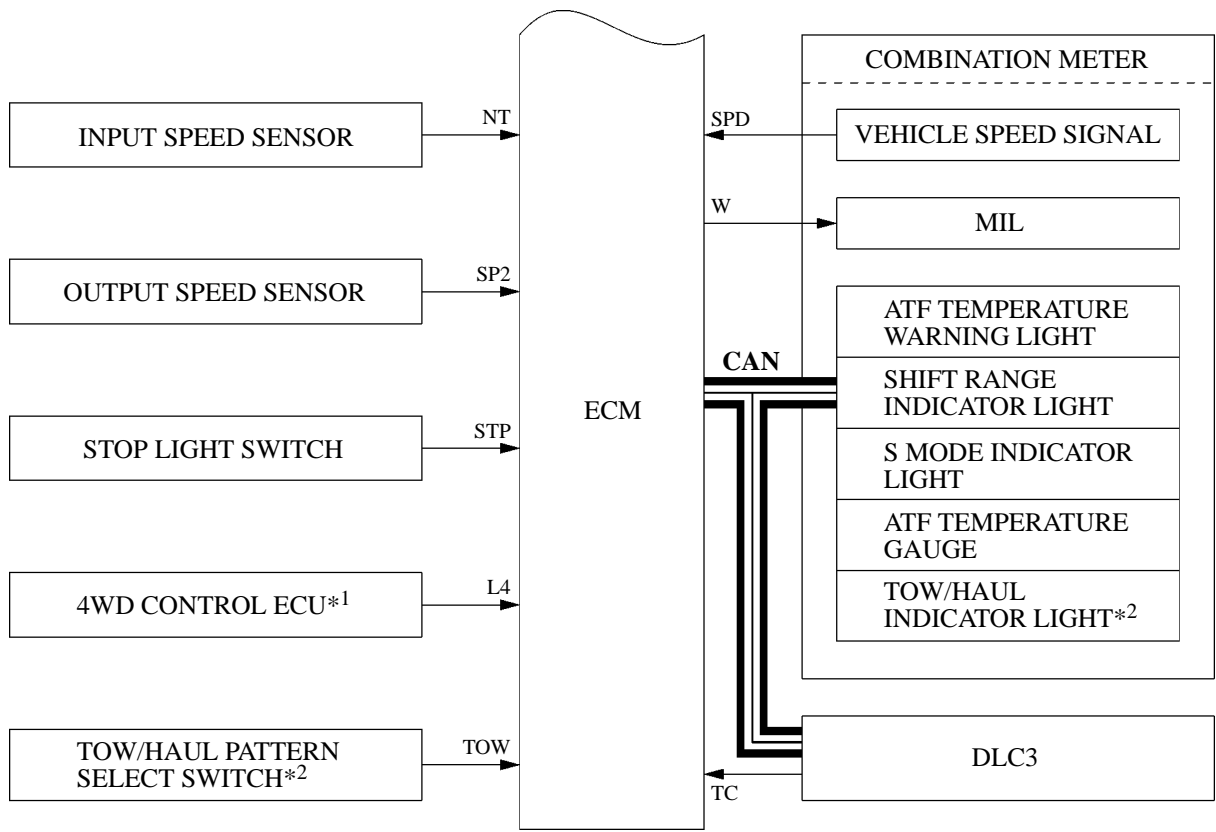 INPUT SPEED SENSOR
NT
OUTPUT SPEED SENSOR
SP2
STOP LIGHT SWITCH
STP
4WD CONTROL ECU*1
L4
TOW/HAUL PATTERN
SELECT SWITCH*2
TOW
ECM
COMBINATION METER
SPD
VEHICLE SPEED SIGNAL
W
MIL
CAN
ATF TEMPERATURE
WARNING LIGHT
SHIFT RANGE
INDICATOR LIGHT
S MODE INDICATOR
LIGHT
ATF TEMPERATURE
GAUGE
TOW/HAUL
INDICATOR LIGHT*2
DLC3
TC